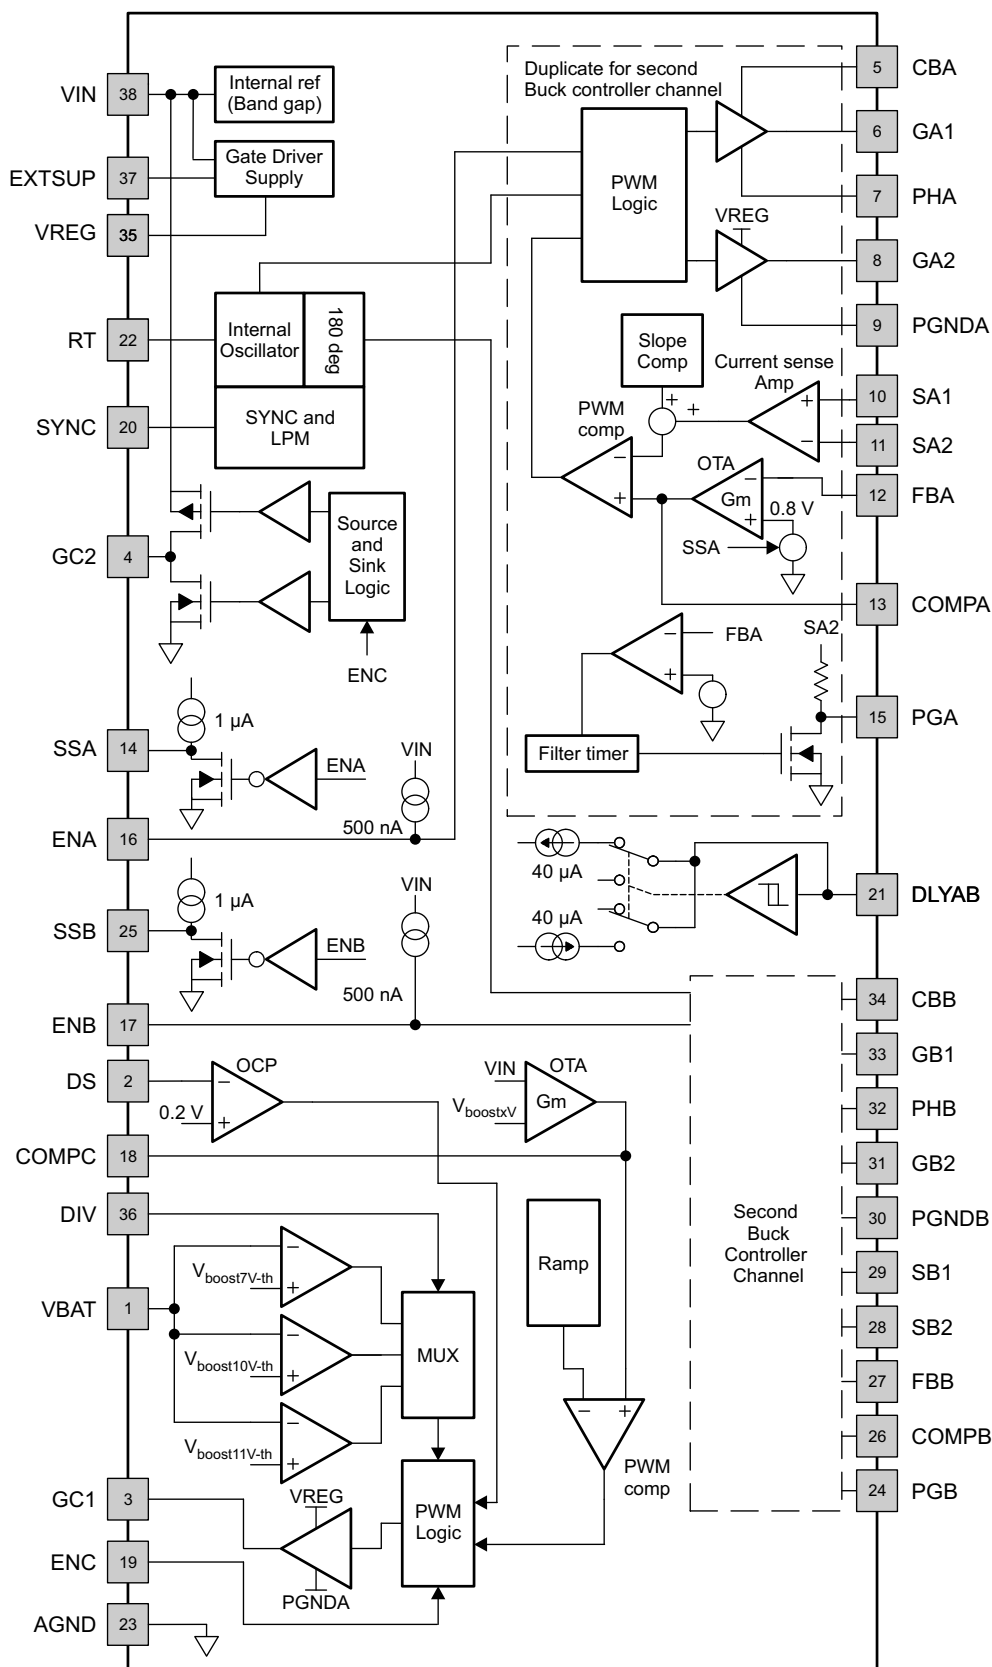 VIN
38
EXTSUP
37
VREG
35
RT
22
SYNC
20
GC2
4
SSA
14
ENA
16
SSB
25
ENB
17
DS
2
COMPC
18
DIV
36
VBAT
1
GC1
3
ENC
19
AGND
23
Internal ref
(Band gap)
Gate Driver
Supply
Internal
Oscillator
180 deg
SYNC and
LPM
Source
and
Sink
Logic
ENC
1 µA
ENA
VIN
500 nA
1 µA
ENB
VIN
500 nA
OCP
−
0.2 V
+
VIN
OTA
Vboostxv
Gm
Vboost7V-th
−
+
Vboost10V-th
−
+
Vboost11V-th
−
+
MUX
PWM
Logic
VREG
PGNDA
Ramp
−
+
PWM
comp
Duplicate for second
Buck controller channel
PWM
Logic
VREG
Slope
Comp
Current sense
Amp
+
+
+
−
PWM
comp
−
+
OTA
−
Gm
+
0.8 V
SSA
FBA
−
+
SA2
Filter timer
40 µA
40 µA
Second
Buck
Controller
Channel
5
CBA
6
GA1
7
PHA
8
GA2
9
PGNDA
10
SA1
11
SA2
12
FBA
13
COMPA
15
PGA
21
DLYAB
34
CBB
33
GB1
32
PHB
31
GB2
30
PGNDB
29
SB1
28
SB2
27
FBB
26
COMPB
24
PGB